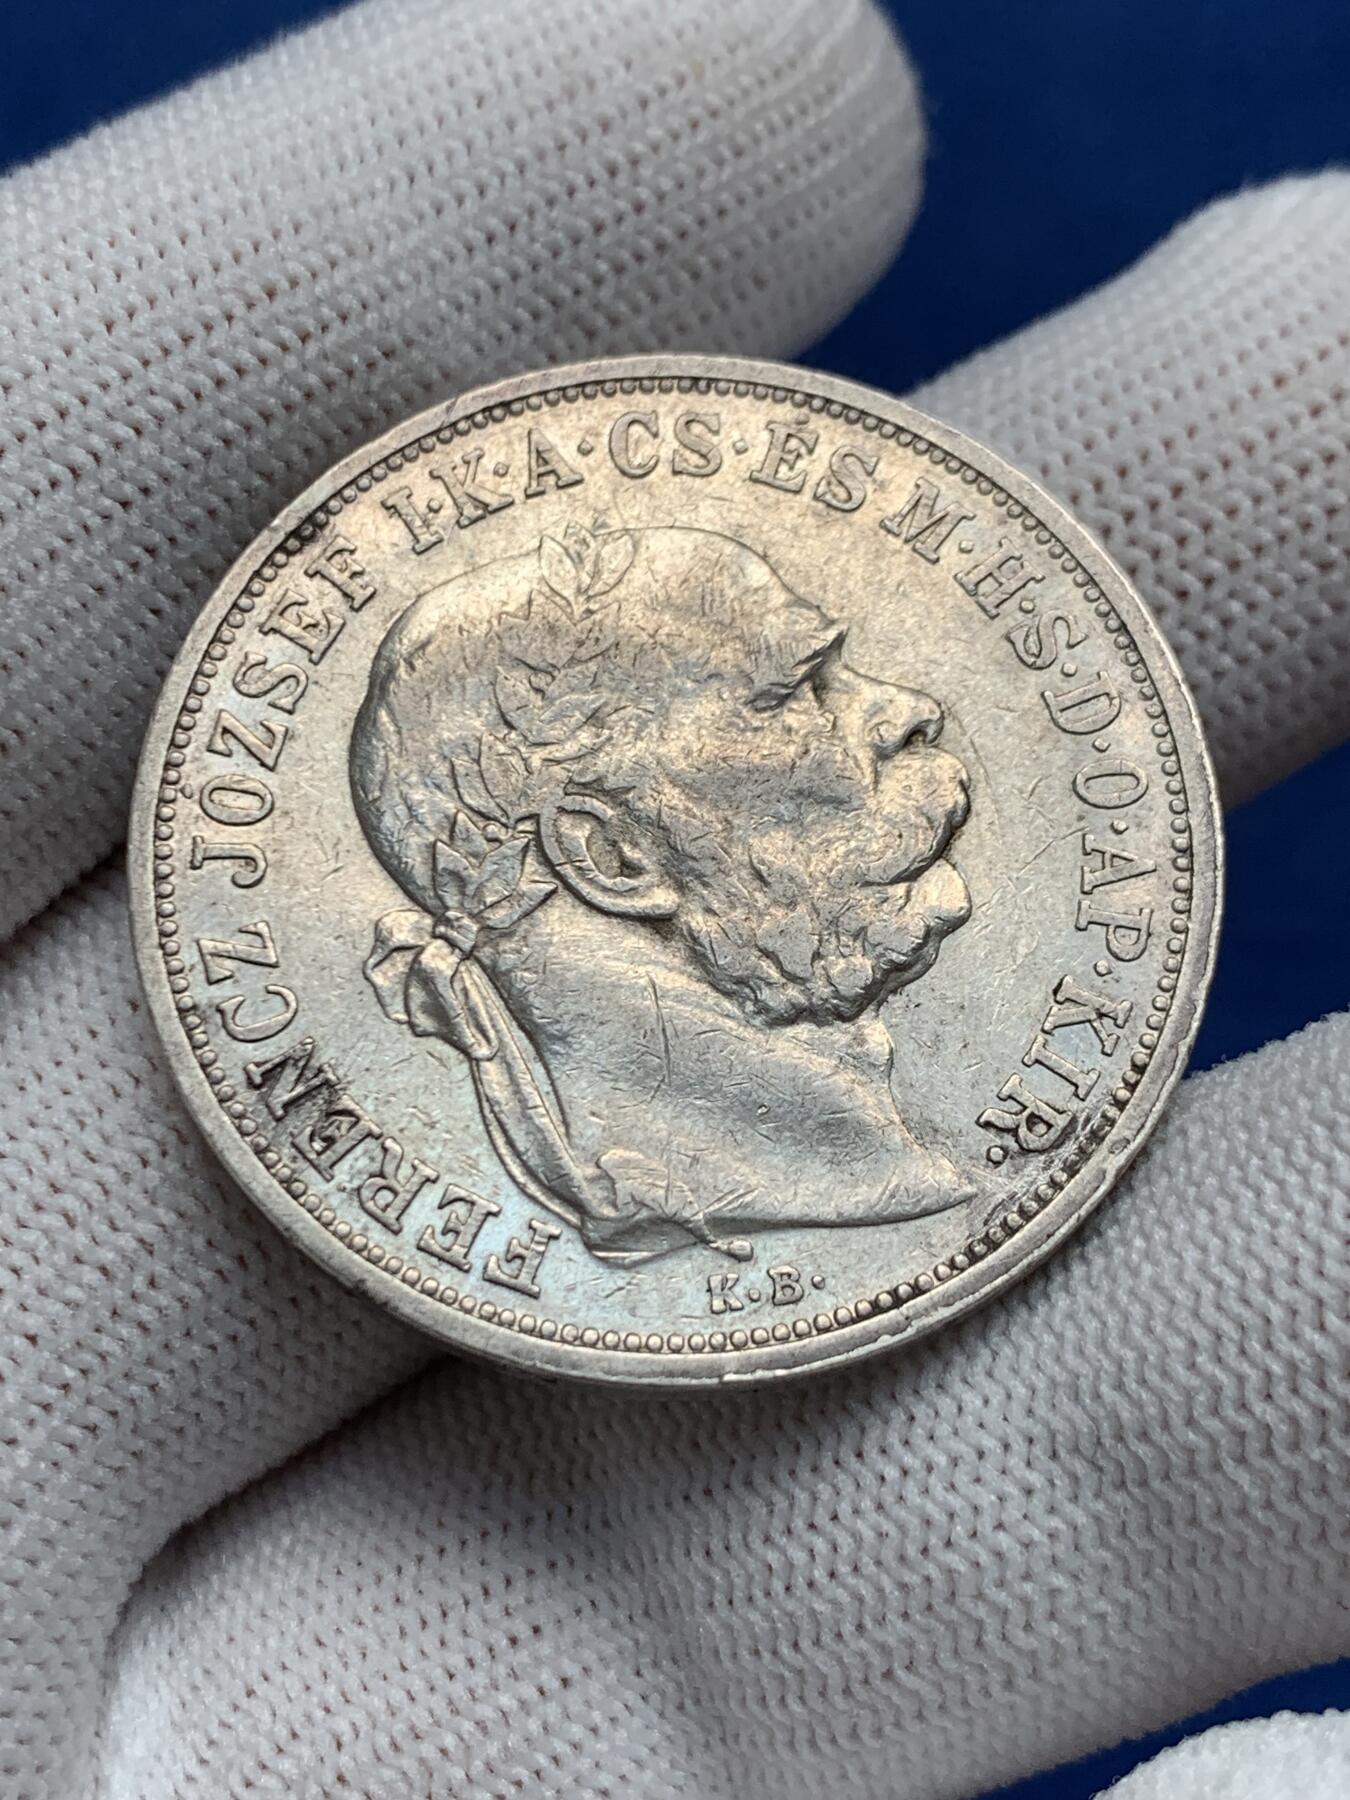 FERENCZ JÓZSEF I·K·A·CS·ÉS M·H·S·D·O·AP·KIR·
K·B·